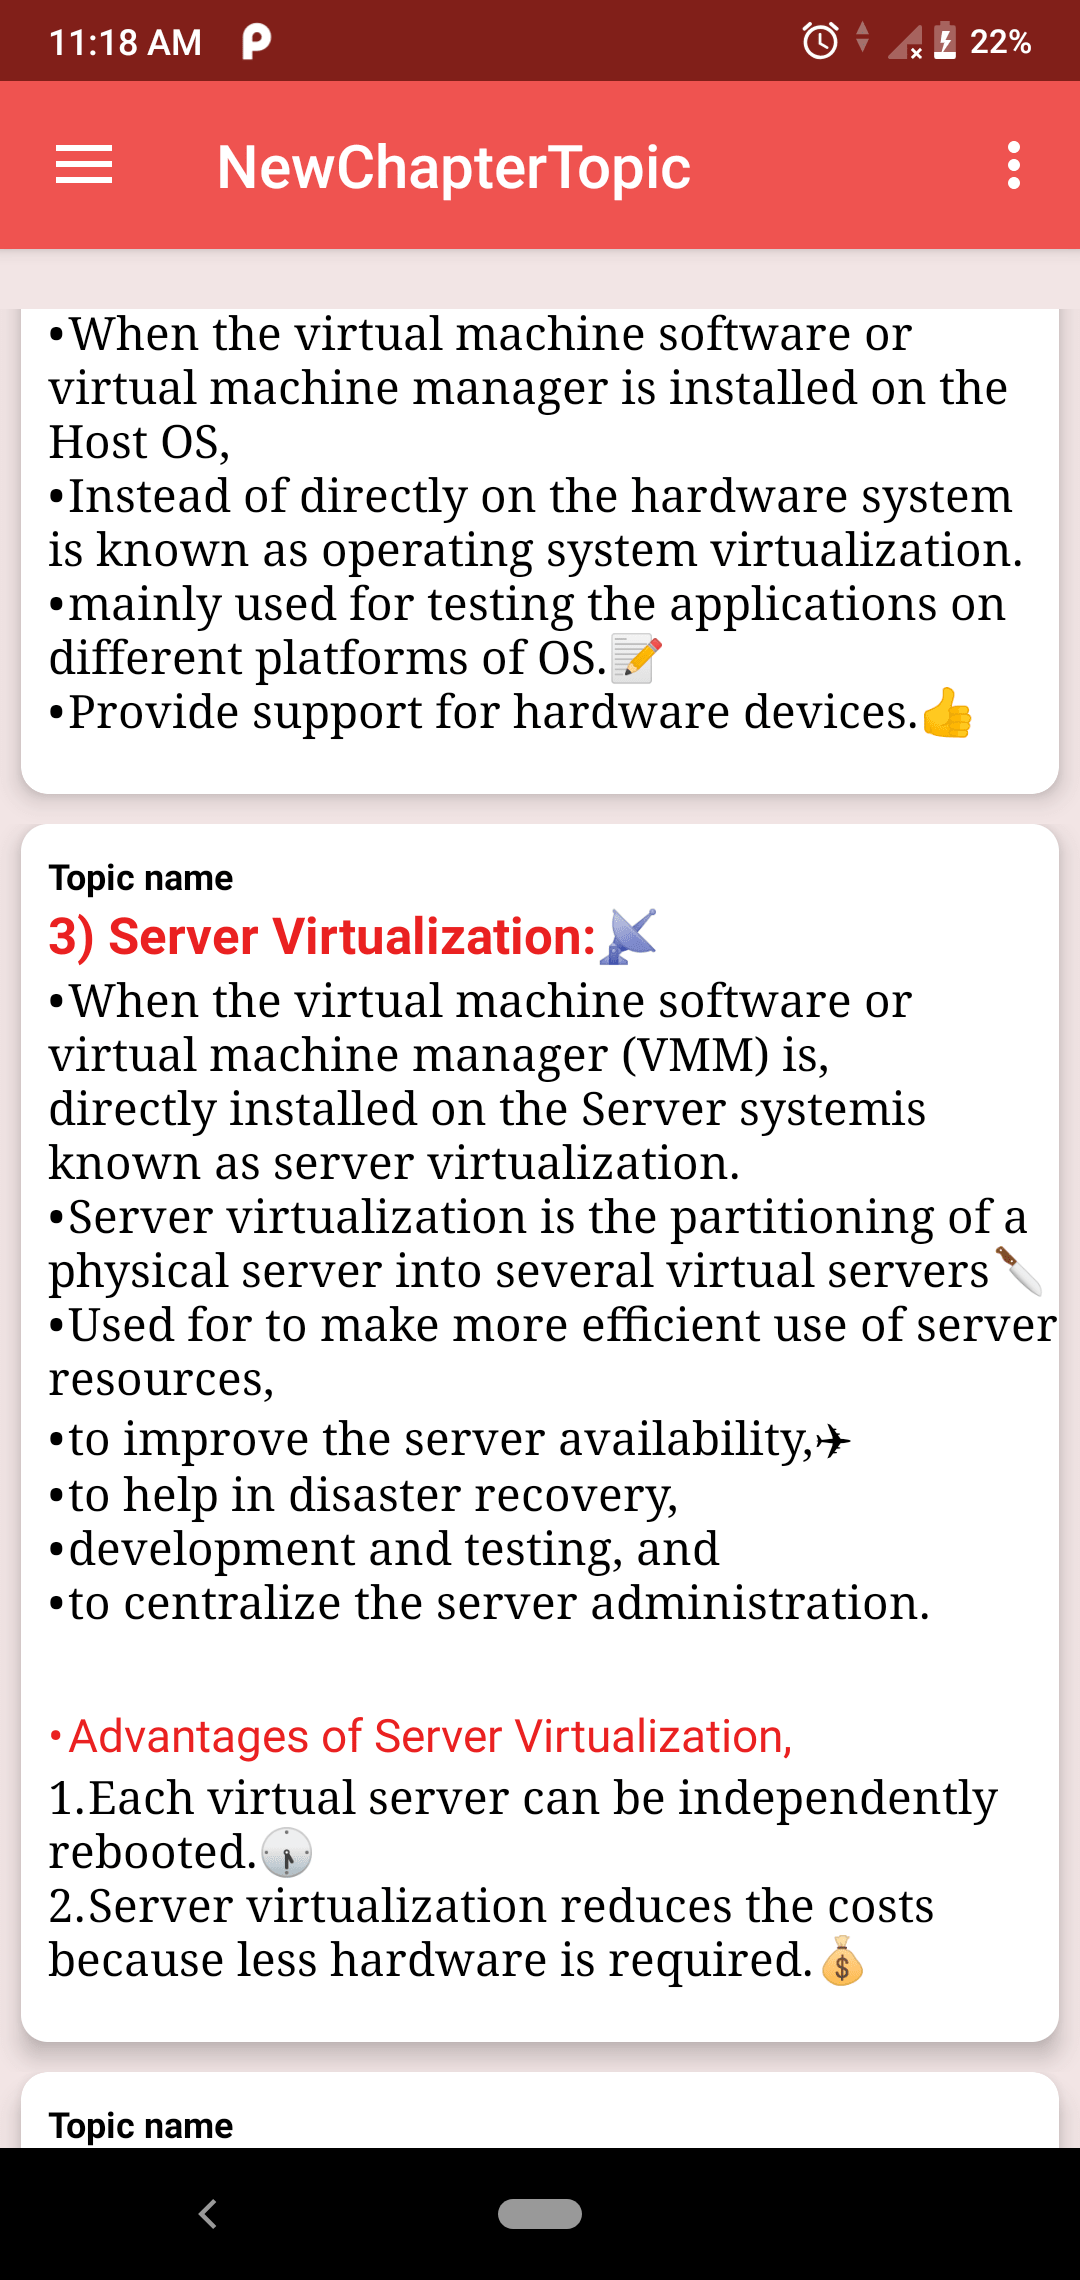 11:18 AM
22%
NewChapterTopic
•When the virtual machine software or
virtual machine manager is installed on the
Host OS,
•Instead of directly on the hardware system
is known as operating system virtualization.
•mainly used for testing the applications on
different platforms of OS.📝
•Provide support for hardware devices.👍
Topic name
3) Server Virtualization:📡
•When the virtual machine software or
virtual machine manager (VMM) is,
directly installed on the Server systemis
known as server virtualization.
•Server virtualization is the partitioning of a
physical server into several virtual servers🔪
•Used for to make more efficient use of server
resources,
•to improve the server availability,✈
•to help in disaster recovery,
•development and testing, and
•to centralize the server administration.
•Advantages of Server Virtualization,
1.Each virtual server can be independently
rebooted.🕡
2.Server virtualization reduces the costs
because less hardware is required.💰
Topic name